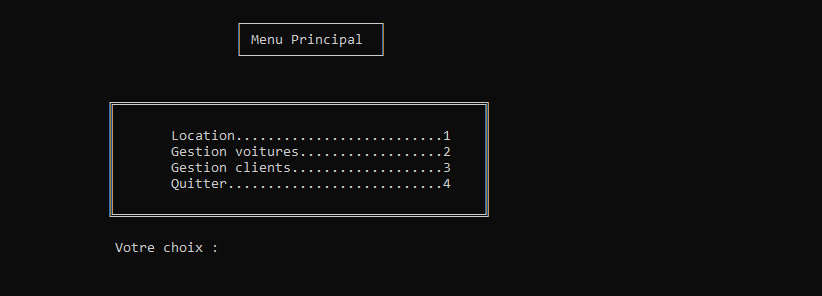 Menu Principal
Location..........................1
Gestion voitures..................2
Gestion clients...................3
Quitter...........................4
Votre choix :